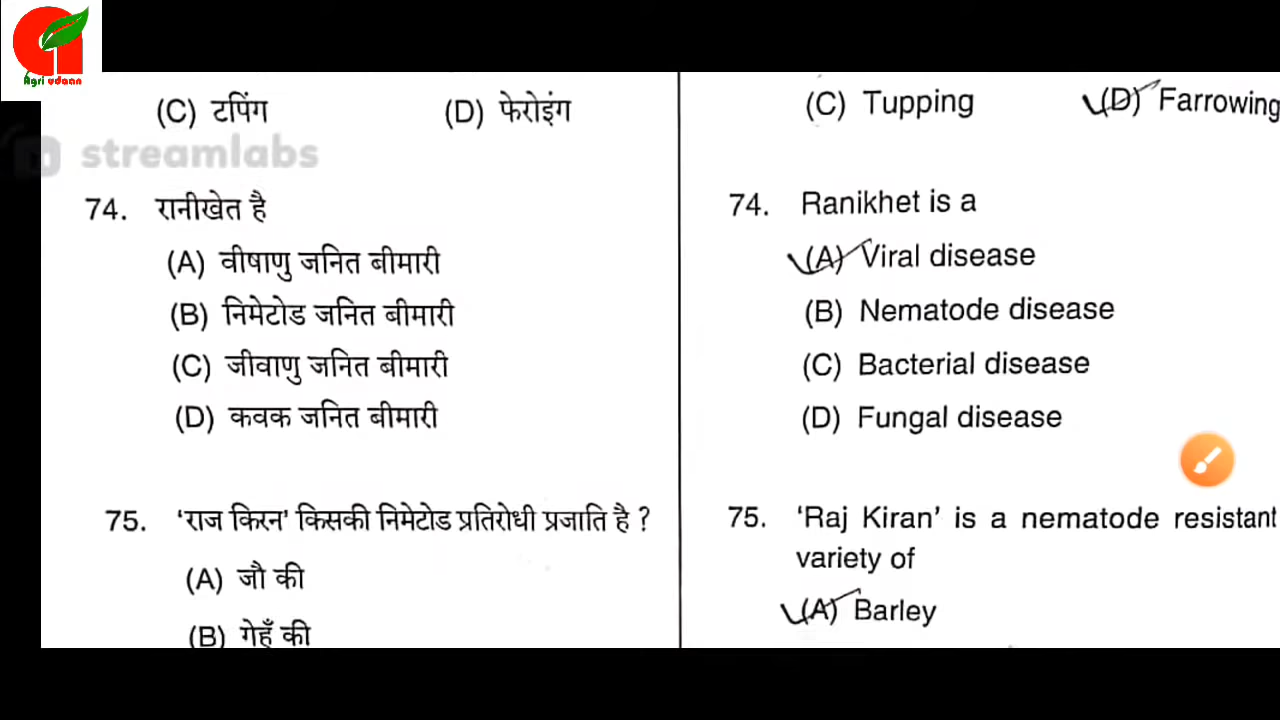 Agri udaan
streamlabs
(C) टपिंग
(D) फेरोइंग
74. रानीखेत है
(A) वीषाणु जनित बीमारी
(B) निमेटोड जनित बीमारी
(C) जीवाणु जनित बीमारी
(D) कवक जनित बीमारी
75. ‘राज किरन’ किसकी निमेटोड प्रतिरोधी प्रजाति है ?
(A) जौ की
(B) गेहूँ की
(C) Tupping
(D) Farrowing
74. Ranikhet is a
(A) Viral disease
(B) Nematode disease
(C) Bacterial disease
(D) Fungal disease
75. ‘Raj Kiran’ is a nematode resistant
variety of
(A) Barley